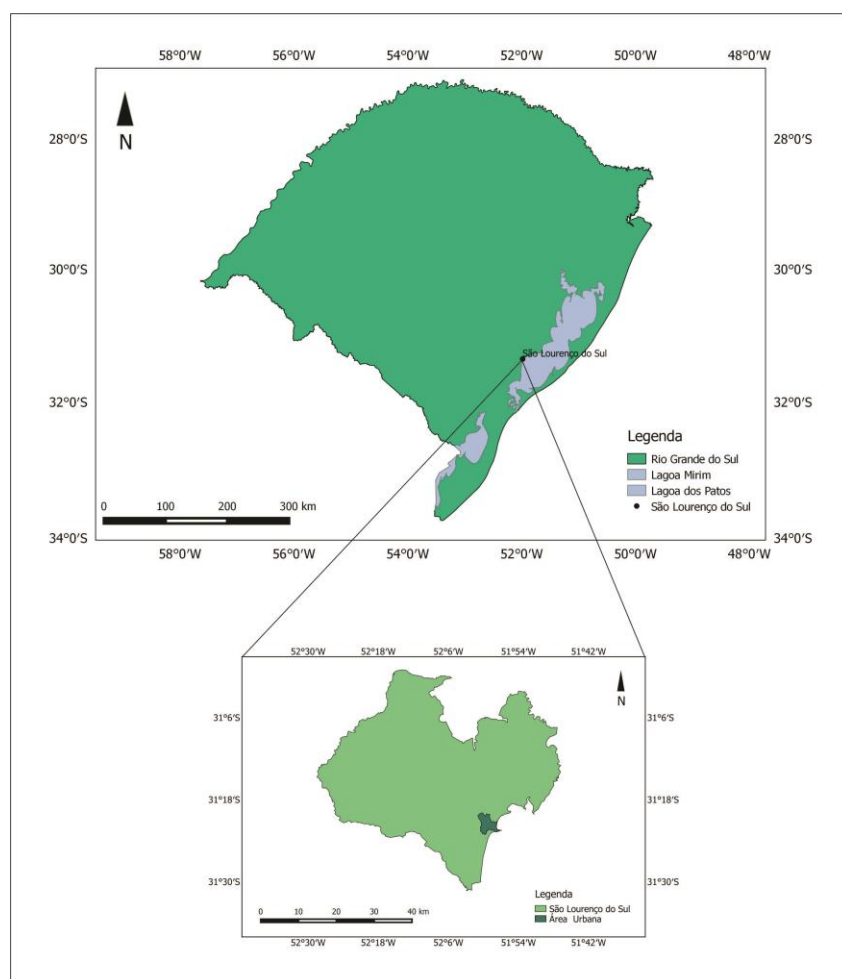 58°0'W 56°0'W 54°0'W 52°0'W 50°0'W 48°0'W
N
28°0'S 28°0'S
30°0'S 30°0'S
São Lourenço do Sul
32°0'S 32°0'S
Legenda
Rio Grande do Sul
Lagoa Mirim
Lagoa dos Patos
São Lourenço do Sul
0 100 200 300 km
34°0'S 34°0'S
58°0'W 56°0'W 54°0'W 52°0'W 50°0'W 48°0'W
52°30'W 52°18'W 52°6'W 51°54'W 51°42'W
N
31°6'S 31°6'S
31°18'S 31°18'S
31°30'S 31°30'S
Legenda
São Lourenço do Sul
Área Urbana
0 10 20 30 40 km
52°30'W 52°18'W 52°6'W 51°54'W 51°42'W